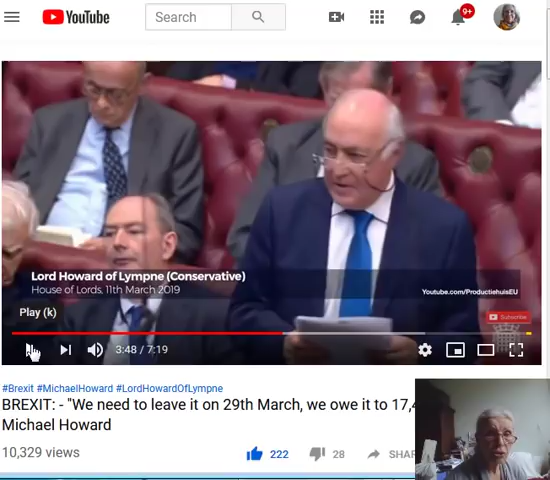 YouTube
Search
9+
Lord Howard of Lympne (Conservative)
House of Lords, 11th March 2019
Youtube.com/ProductiehuisEU
Play (k)
Subscribe
3:48 / 7:19
#Brexit #MichaelHoward #LordHowardOfLympne
BREXIT: - "We need to leave it on 29th March, we owe it to 17,4
Michael Howard
10,329 views
222
28
SHAR